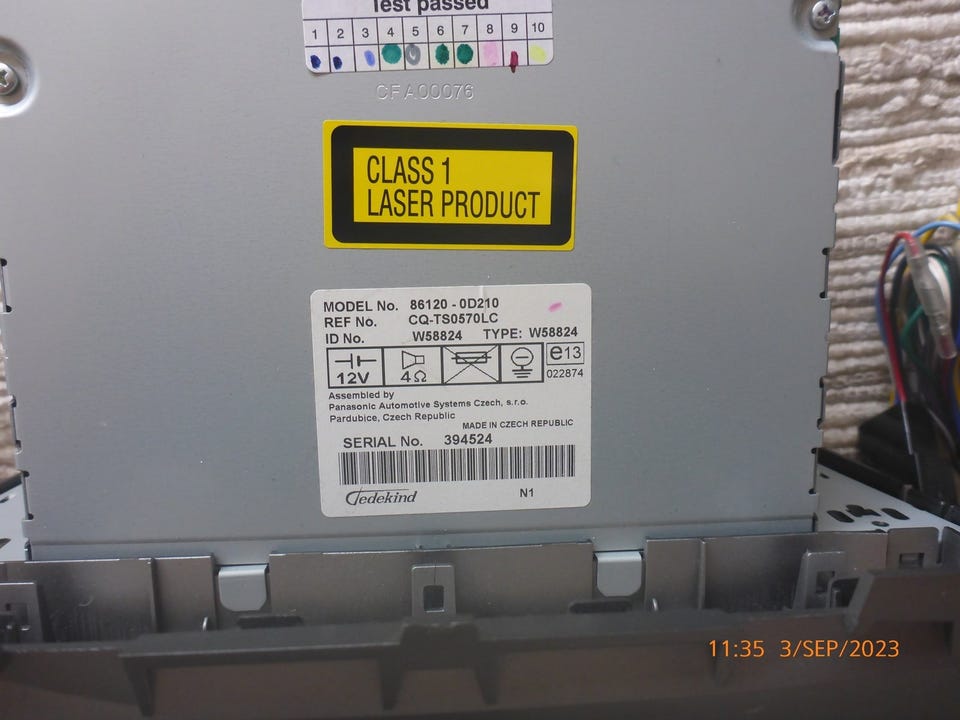 Test passed
1 2 3 4 5 6 7 8 9 10
CFA00076
CLASS 1
LASER PRODUCT
MODEL No. 86120 - 0D210
REF No. CQ-TS0570LC
ID No. W58824 TYPE: W58824
12V 4Ω e13
022874
Assembled by
Panasonic Automotive Systems Czech, s.r.o.
Pardubice, Czech Republic
MADE IN CZECH REPUBLIC
SERIAL No. 394524
Gedekind N1
11:35 3/SEP/2023